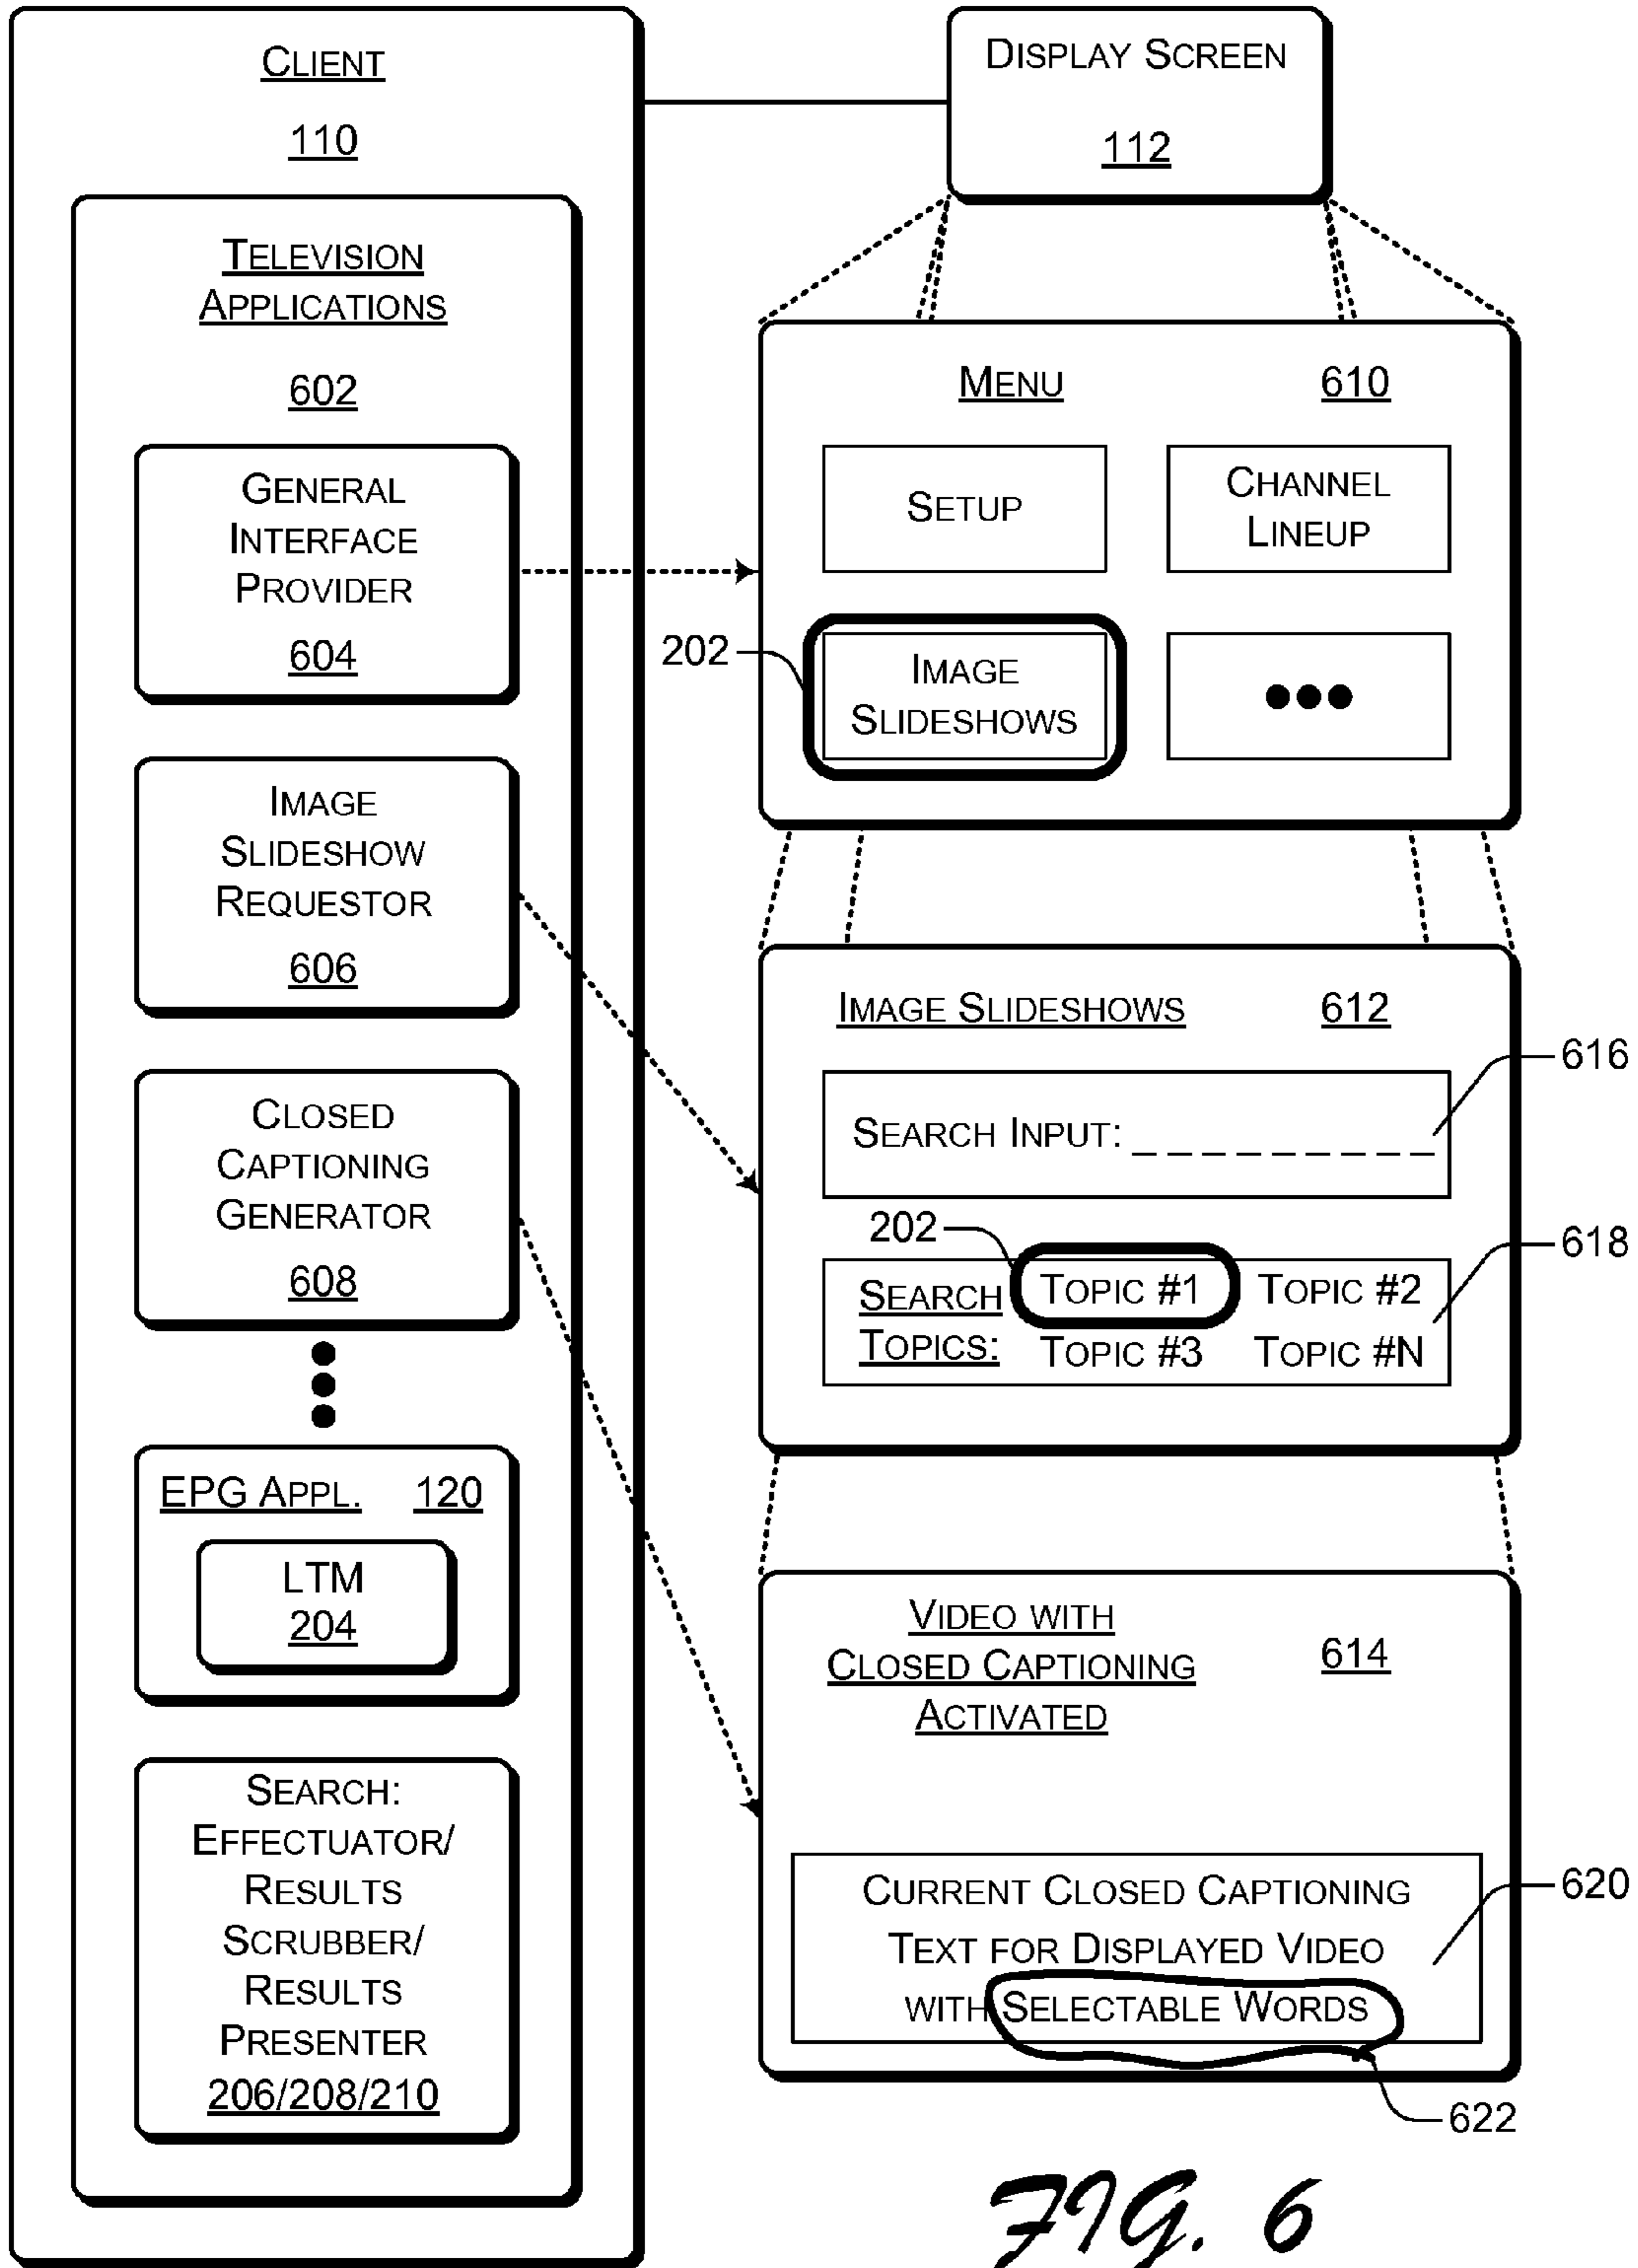 CLIENT
110
TELEVISION
APPLICATIONS
602
GENERAL
INTERFACE
PROVIDER
604
IMAGE
SLIDESHOW
REQUESTOR
606
CLOSED
CAPTIONING
GENERATOR
608
EPG APPL. 120
LTM
204
SEARCH:
EFFECTUATOR/
RESULTS
SCRUBBER/
RESULTS
PRESENTER
206/208/210
DISPLAY SCREEN
112
MENU 610
SETUP
CHANNEL
LINEUP
202
IMAGE
SLIDESHOWS
IMAGE SLIDESHOWS 612
616
SEARCH INPUT: _ _ _ _ _ _ _ _ _
202
618
SEARCH TOPIC #1 TOPIC #2
TOPICS: TOPIC #3 TOPIC #N
VIDEO WITH
CLOSED CAPTIONING
ACTIVATED
614
CURRENT CLOSED CAPTIONING
TEXT FOR DISPLAYED VIDEO
WITH SELECTABLE WORDS
620
622
FIG. 6